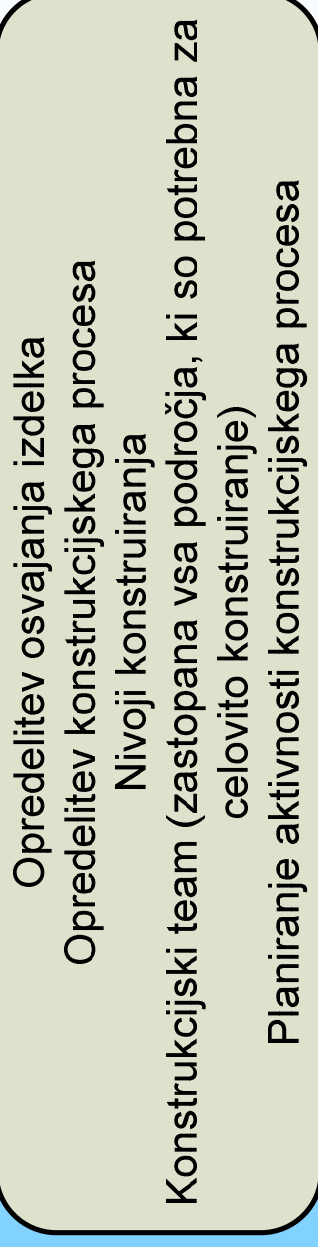 Opredelitev osvajanja izdelka
Opredelitev konstrukcijskega procesa
Nivoji konstruiranja
Konstrukcijski team (zastopana vsa področja, ki so potrebna za
celovito konstruiranje)
Planiranje aktivnosti konstrukcijskega procesa